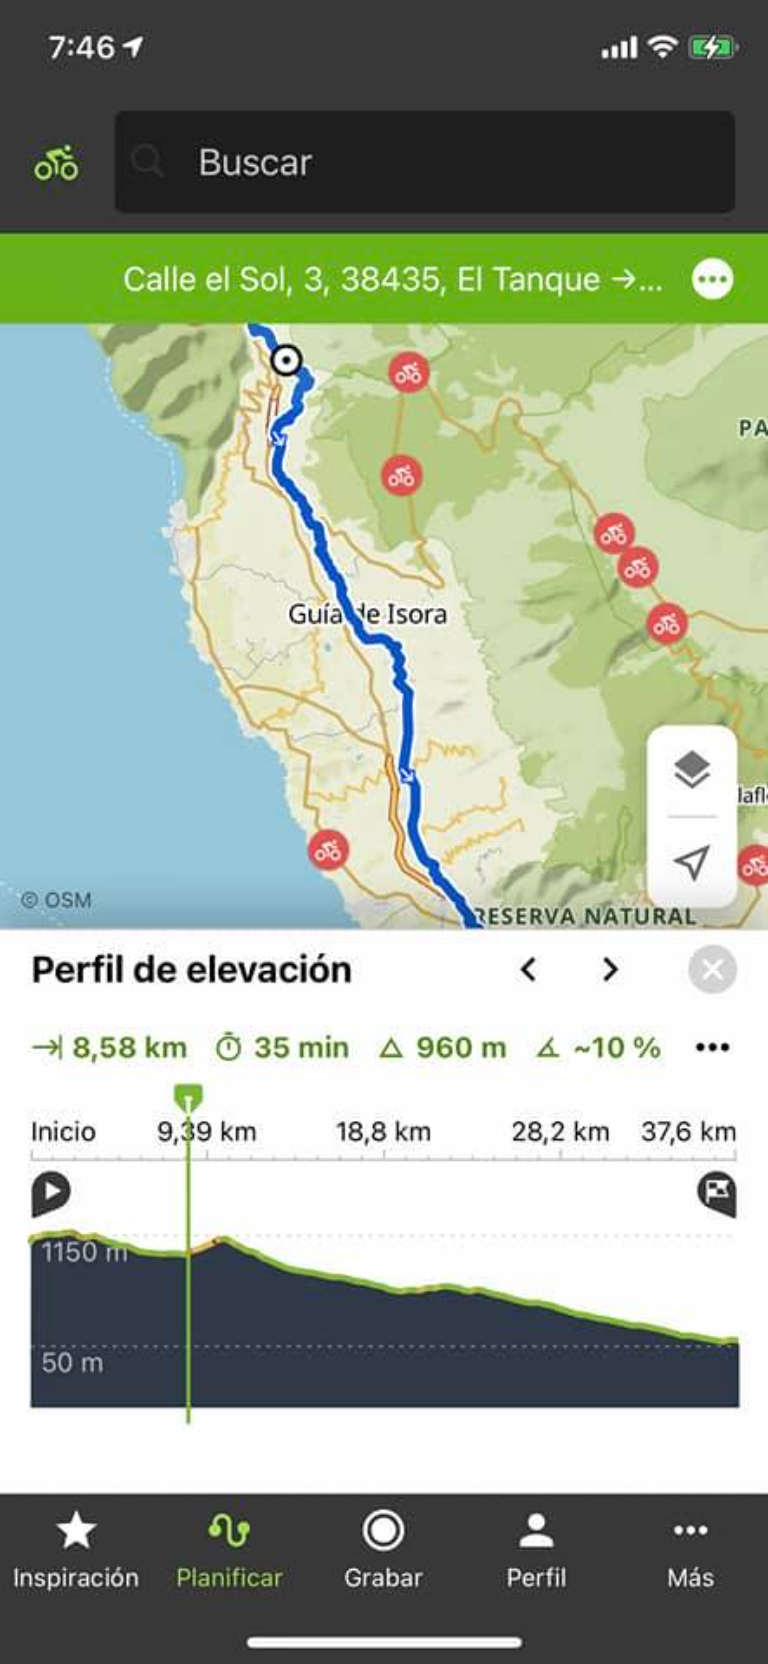 7:46
Buscar
Calle el Sol, 3, 38435, El Tanque →...
PA
Guía de Isora
lafl
© OSM
RESERVA NATURAL
Perfil de elevación
8,58 km 35 min 960 m ~10 %
Inicio 9,39 km 18,8 km 28,2 km 37,6 km
1150 m
50 m
Inspiración Planificar Grabar Perfil Más